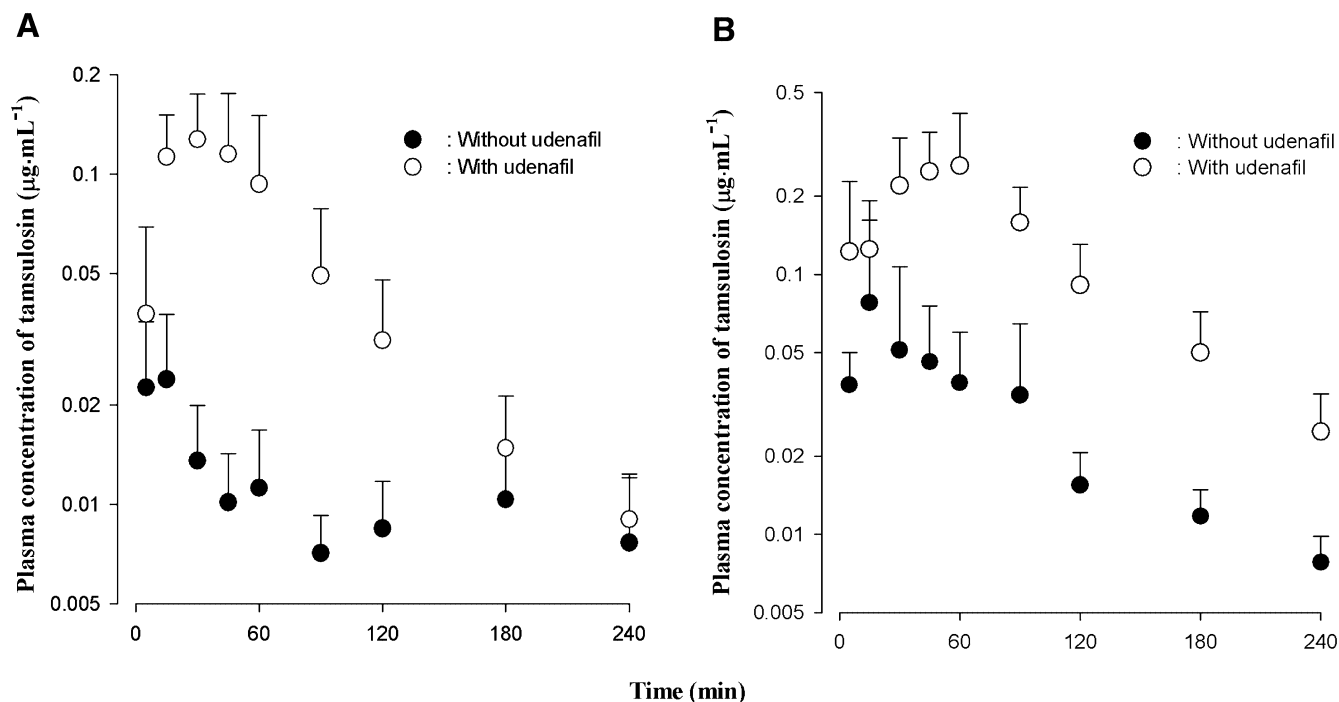 A
Plasma concentration of tamsulosin (µg·mL⁻¹)
0.2
0.1
0.05
0.02
0.01
0.005
: Without udenafil
: With udenafil
0 60 120 180 240
B
Plasma concentration of tamsulosin (µg·mL⁻¹)
0.5
0.2
0.1
0.05
0.02
0.01
0.005
: Without udenafil
: With udenafil
0 60 120 180 240
Time (min)